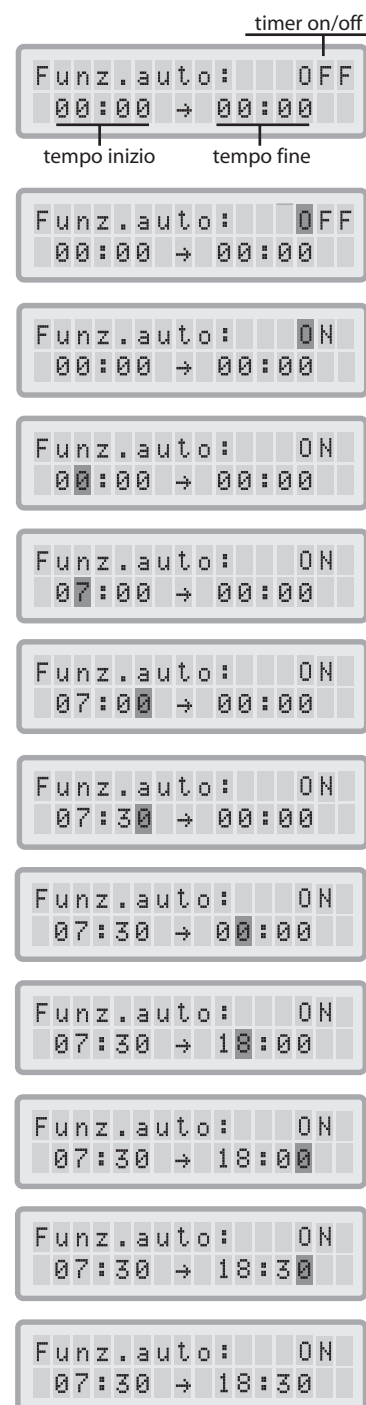 timer on/off
Funz.auto: OFF
00:00 → 00:00
tempo inizio tempo fine
Funz.auto: OFF
00:00 → 00:00
Funz.auto: ON
00:00 → 00:00
Funz.auto: ON
00:00 → 00:00
Funz.auto: ON
07:00 → 00:00
Funz.auto: ON
07:00 → 00:00
Funz.auto: ON
07:30 → 00:00
Funz.auto: ON
07:30 → 00:00
Funz.auto: ON
07:30 → 18:00
Funz.auto: ON
07:30 → 18:00
Funz.auto: ON
07:30 → 18:30
Funz.auto: ON
07:30 → 18:30